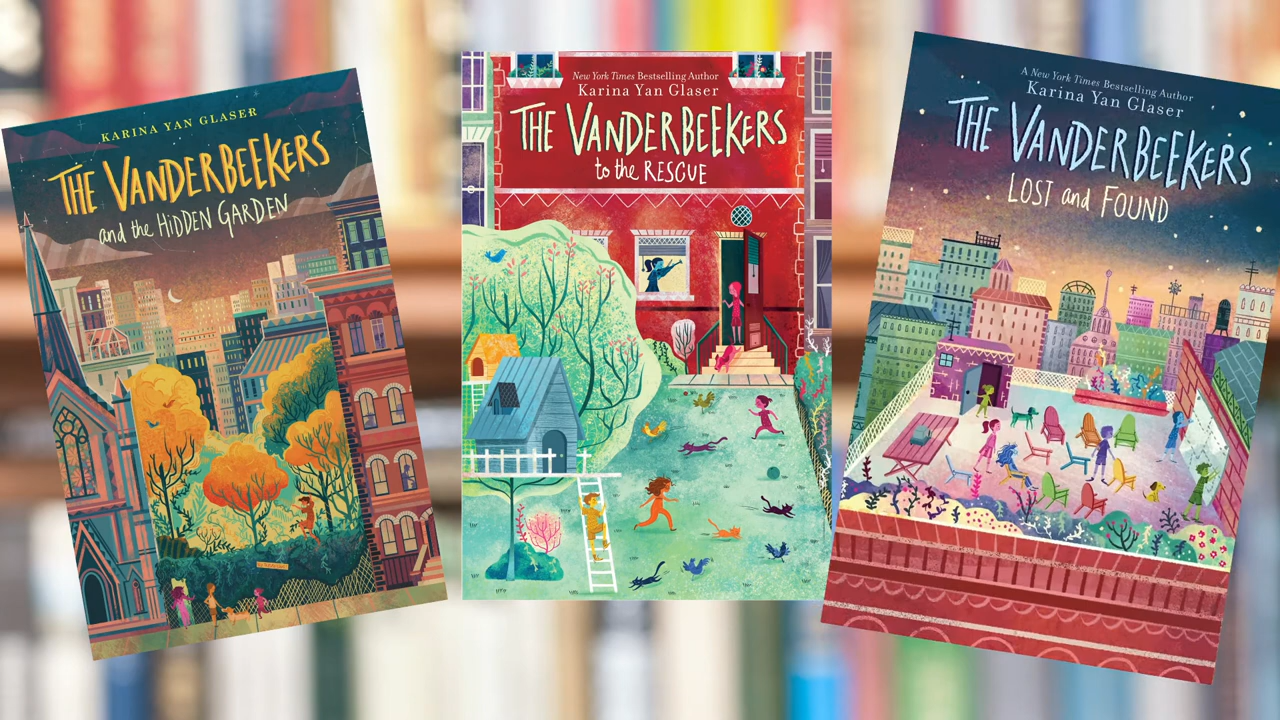 KARINA YAN GLASER
THE VANDERBEEKERS
and the HIDDEN GARDEN
New York Times Bestselling Author
Karina Yan Glaser
THE VANDERBEEKERS
to the RESCUE
A New York Times Bestselling Author
Karina Yan Glaser
THE VANDERBEEKERS
LOST and FOUND